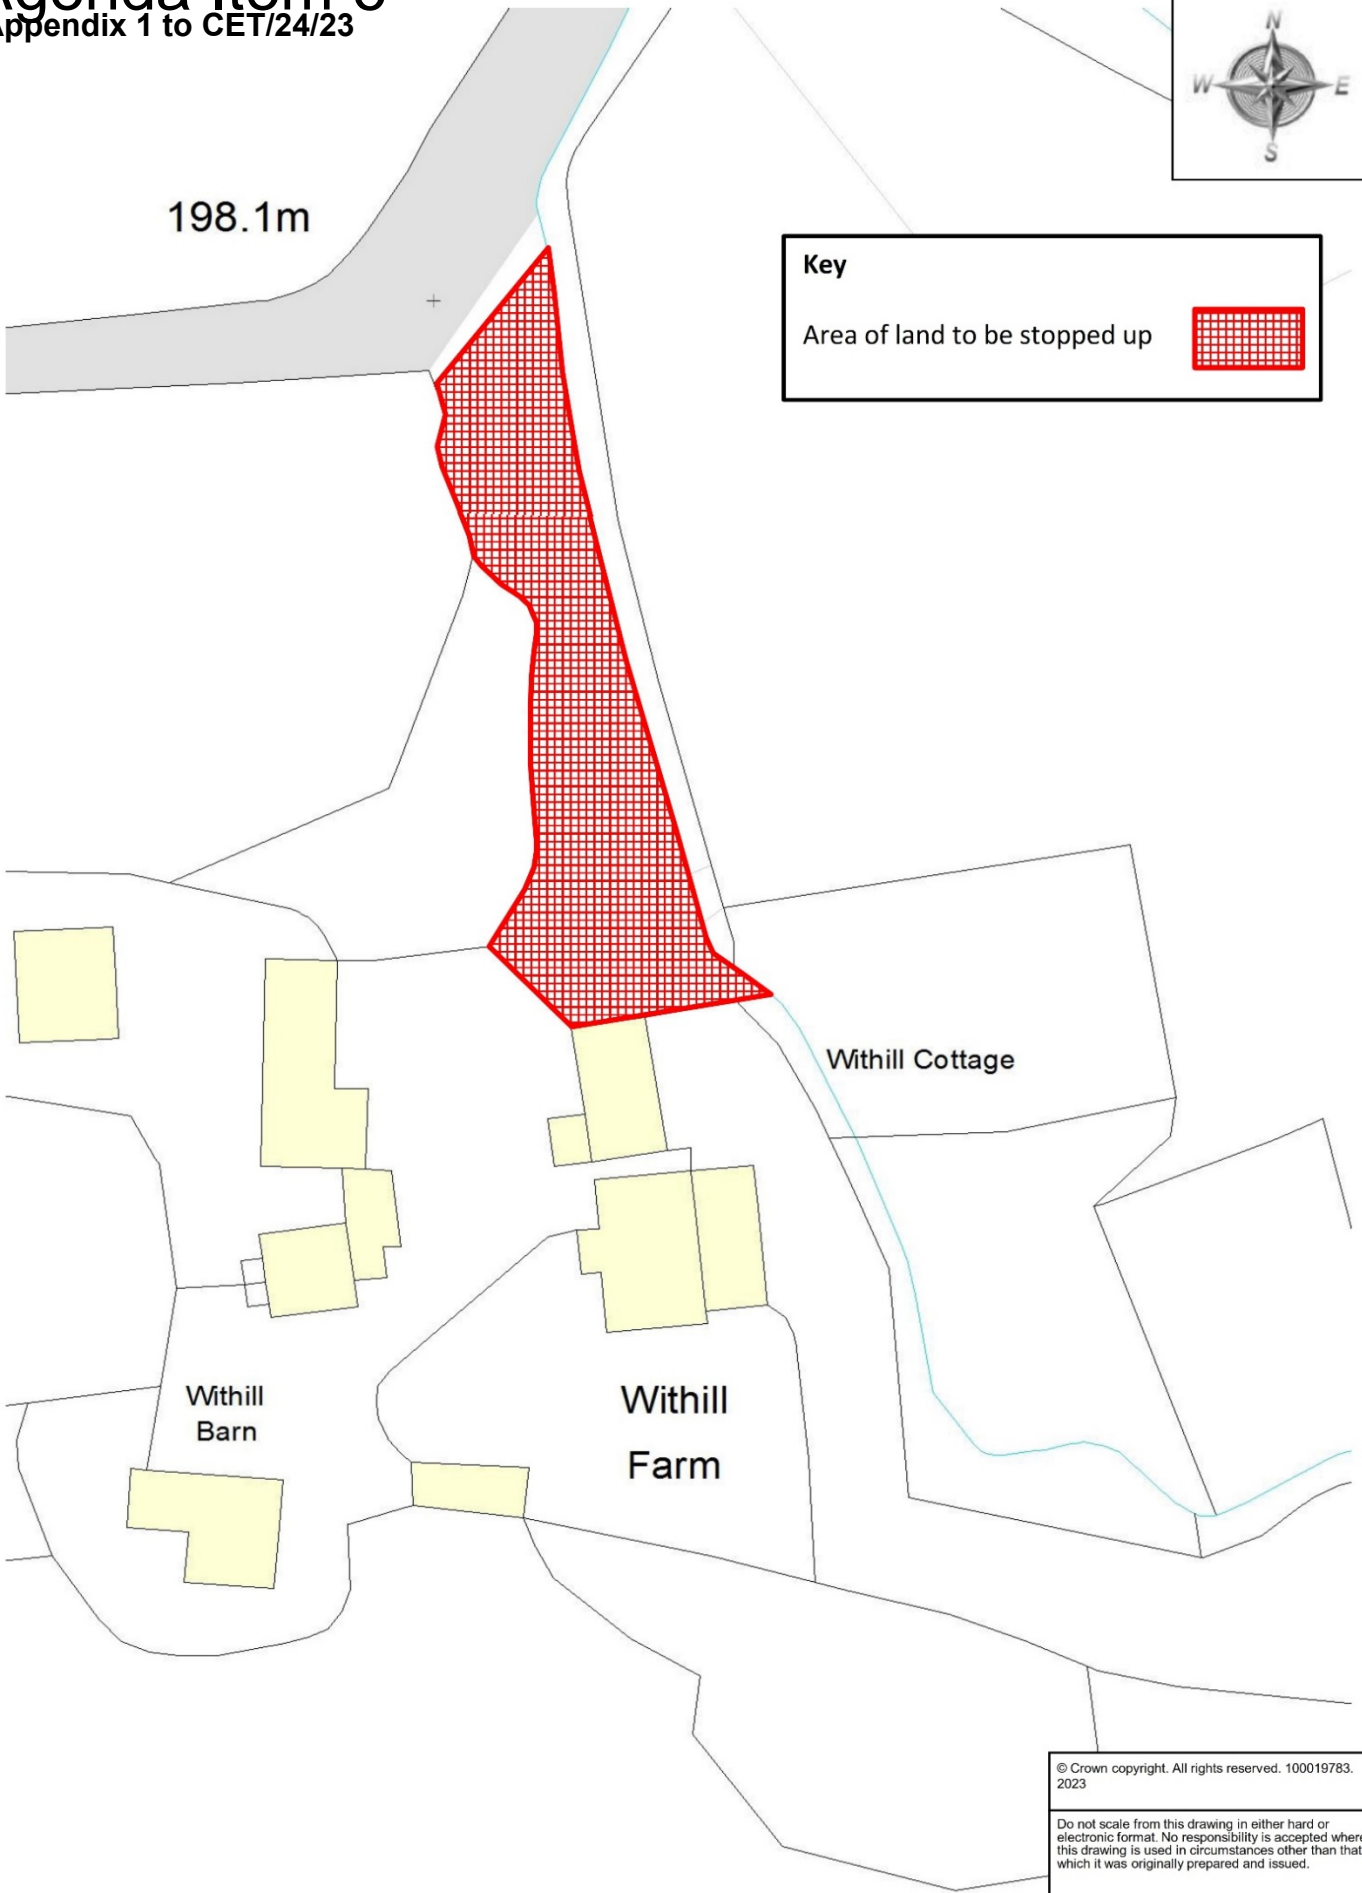 Agenda Item 6
Appendix 1 to CET/24/23
N
W E
S
198.1m
Key
Area of land to be stopped up
Withill Cottage
Withill
Barn
Withill
Farm
© Crown copyright. All rights reserved. 100019783.
2023
Do not scale from this drawing in either hard or
electronic format. No responsibility is accepted where
this drawing is used in circumstances other than that
which it was originally prepared and issued.